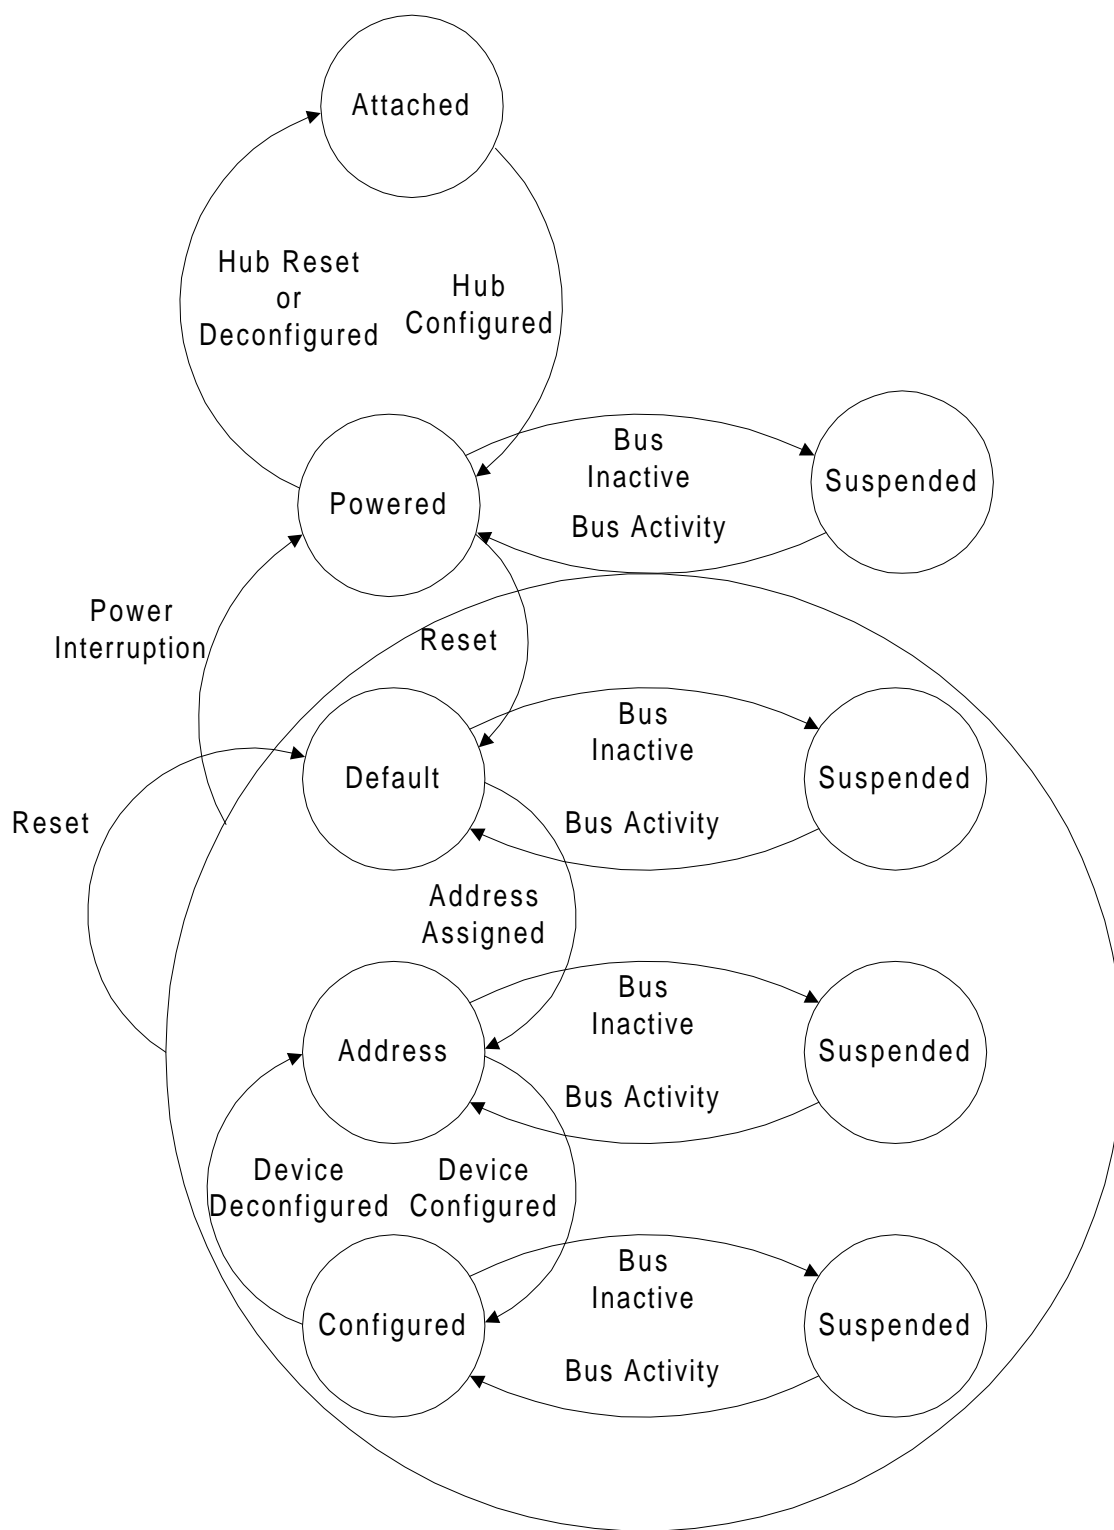 Attached
Hub Reset
or
Deconfigured
Hub
Configured
Powered
Bus
Inactive
Bus Activity
Suspended
Power
Interruption
Reset
Default
Bus
Inactive
Bus Activity
Suspended
Reset
Address
Assigned
Address
Bus
Inactive
Bus Activity
Suspended
Device
Deconfigured
Device
Configured
Configured
Bus
Inactive
Bus Activity
Suspended